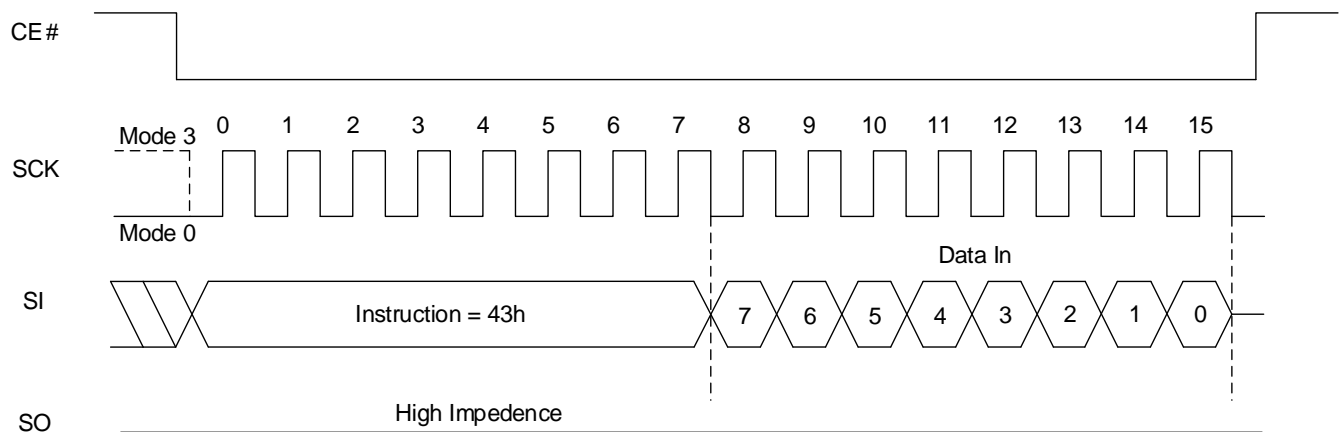 CE #
Mode 3
0 1 2 3 4 5 6 7 8 9 10 11 12 13 14 15
SCK
Mode 0
Data In
SI
Instruction = 43h
7 6 5 4 3 2 1 0
SO
High Impedence